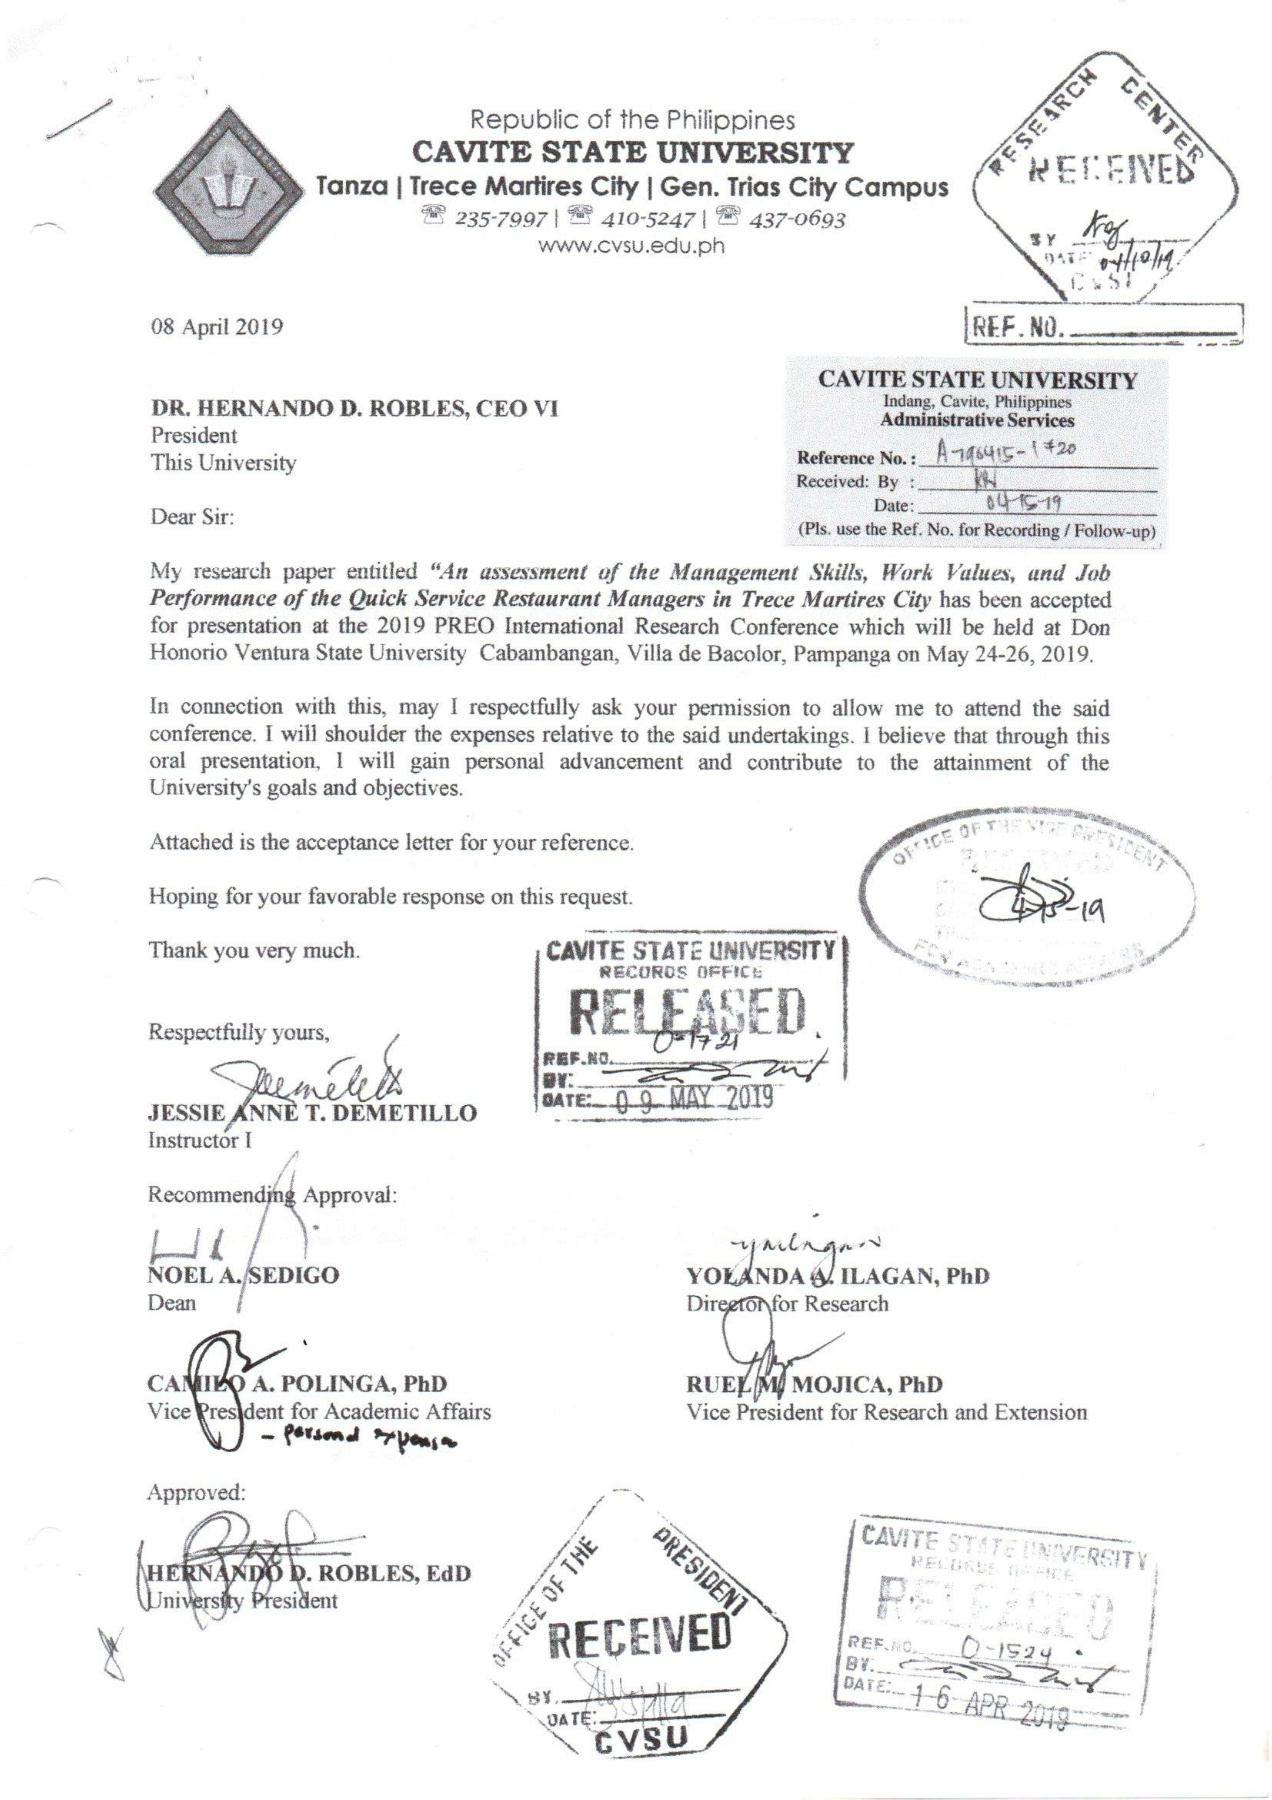 Republic of the Philippines
CAVITE STATE UNIVERSITY
Tanza | Trece Martires City | Gen. Trias City Campus
☏ 235-7997 | ☏ 410-5247 | ☏ 437-0693
www.cvsu.edu.ph
RESEARCH CENTER
RECEIVED
BY
DATE 04/10/19
CVSU
REF. NO.
08 April 2019
CAVITE STATE UNIVERSITY
Indang, Cavite, Philippines
Administrative Services
Reference No. :
Received: By :
Date: 04-15-19
(Pls. use the Ref. No. for Recording / Follow-up)
DR. HERNANDO D. ROBLES, CEO VI
President
This University
Dear Sir:
My research paper entitled "An assessment of the Management Skills, Work Values, and Job
Performance of the Quick Service Restaurant Managers in Trece Martires City has been accepted
for presentation at the 2019 PREO International Research Conference which will be held at Don
Honorio Ventura State University Cabambangan, Villa de Bacolor, Pampanga on May 24-26, 2019.
In connection with this, may I respectfully ask your permission to allow me to attend the said
conference. I will shoulder the expenses relative to the said undertakings. I believe that through this
oral presentation, I will gain personal advancement and contribute to the attainment of the
University's goals and objectives.
Attached is the acceptance letter for your reference.
Hoping for your favorable response on this request.
Thank you very much.
OFFICE OF THE VICE PRESIDENT
4-15-19
FOR ACADEMIC AFFAIRS
CAVITE STATE UNIVERSITY
RECORDS OFFICE
RELEASED
REF.NO. 0-1721
BY:
DATE: 09 MAY 2019
Respectfully yours,
JESSIE ANNE T. DEMETILLO
Instructor I
Recommending Approval:
NOEL A. SEDIGO
Dean
YOLANDA A. ILAGAN, PhD
Director for Research
CAMILO A. POLINGA, PhD
Vice President for Academic Affairs
- personal expense
RUEL M. MOJICA, PhD
Vice President for Research and Extension
Approved:
HERNANDO D. ROBLES, EdD
University President
OFFICE OF THE PRESIDENT
RECEIVED
BY.
DATE:
CVSU
CAVITE STATE UNIVERSITY
RECORDS OFFICE
RELEASED
REF.NO. 0-1524
BY.
DATE: 16 APR 2019